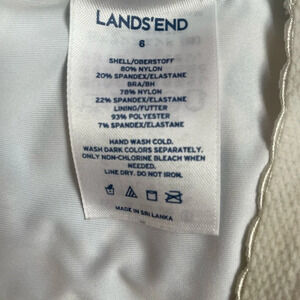 LANDS'END
6
SHELL/OBERSTOFF
80% NYLON
20% SPANDEX/ELASTANE
BRA/BH
78% NYLON
22% SPANDEX/ELASTANE
LINING/FUTTER
93% POLYESTER
7% SPANDEX/ELASTANE
HAND WASH COLD.
WASH DARK COLORS SEPARATELY.
ONLY NON-CHLORINE BLEACH WHEN
NEEDED.
LINE DRY. DO NOT IRON.
MADE IN SRI LANKA